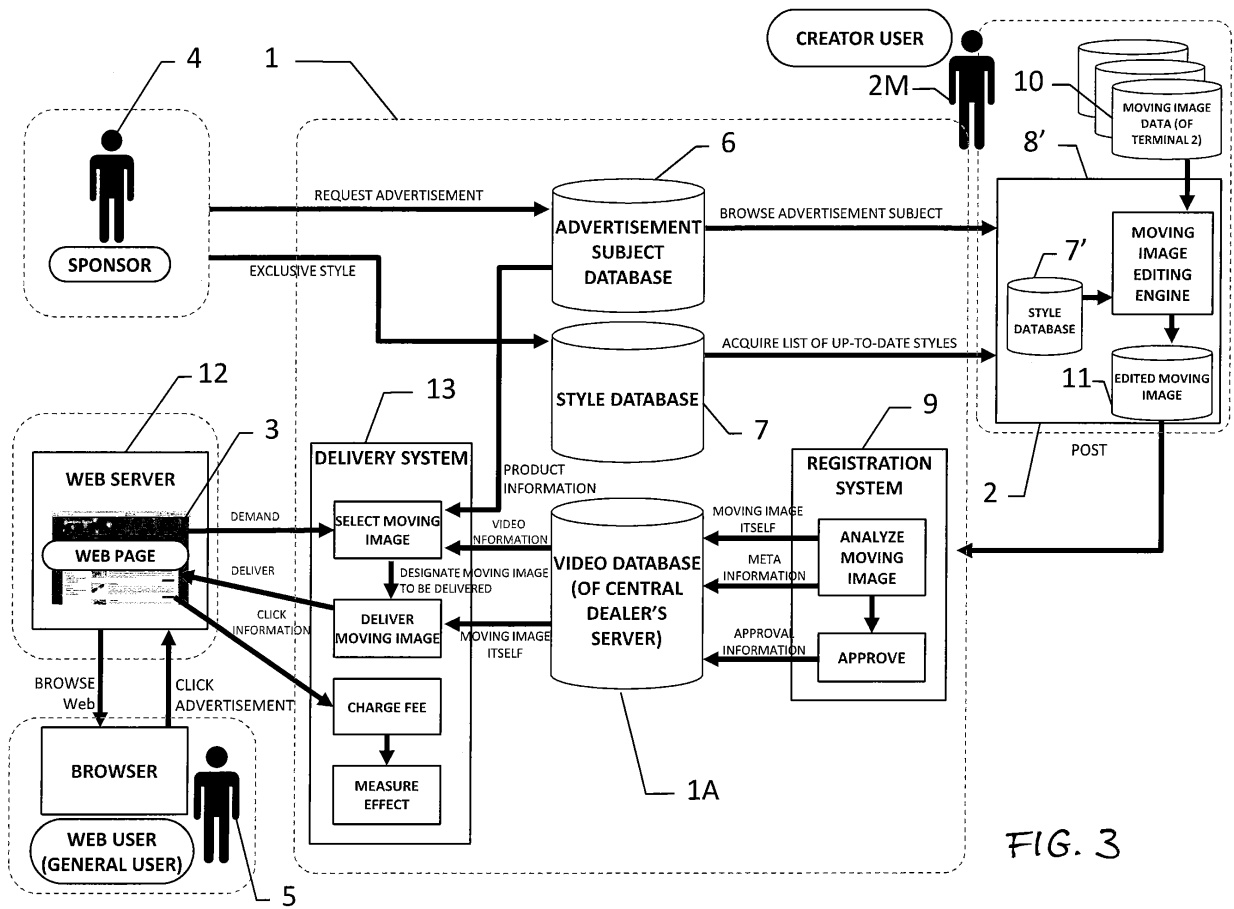 CREATOR USER
2M
10
MOVING IMAGE
DATA (OF
TERMINAL 2)
8’
4
1
6
SPONSOR
REQUEST ADVERTISEMENT
EXCLUSIVE STYLE
ADVERTISEMENT
SUBJECT
DATABASE
BROWSE ADVERTISEMENT SUBJECT
MOVING
IMAGE
EDITING
ENGINE
7’
STYLE
DATABASE
STYLE DATABASE
7
ACQUIRE LIST OF UP-TO-DATE STYLES
11
EDITED MOVING
IMAGE
2
POST
12
3
WEB SERVER
WEB PAGE
DEMAND
DELIVER
CLICK
INFORMATION
13
DELIVERY SYSTEM
SELECT MOVING
IMAGE
DESIGNATE MOVING IMAGE
TO BE DELIVERED
DELIVER
MOVING IMAGE
CHARGE FEE
MEASURE
EFFECT
PRODUCT
INFORMATION
VIDEO
INFORMATION
MOVING IMAGE
ITSELF
VIDEO DATABASE
(OF CENTRAL
DEALER’S
SERVER)
1A
9
REGISTRATION
SYSTEM
MOVING IMAGE
ITSELF
META
INFORMATION
APPROVAL
INFORMATION
ANALYZE
MOVING
IMAGE
APPROVE
BROWSE
Web
CLICK
ADVERTISEMENT
BROWSER
WEB USER
(GENERAL USER)
5
FIG. 3